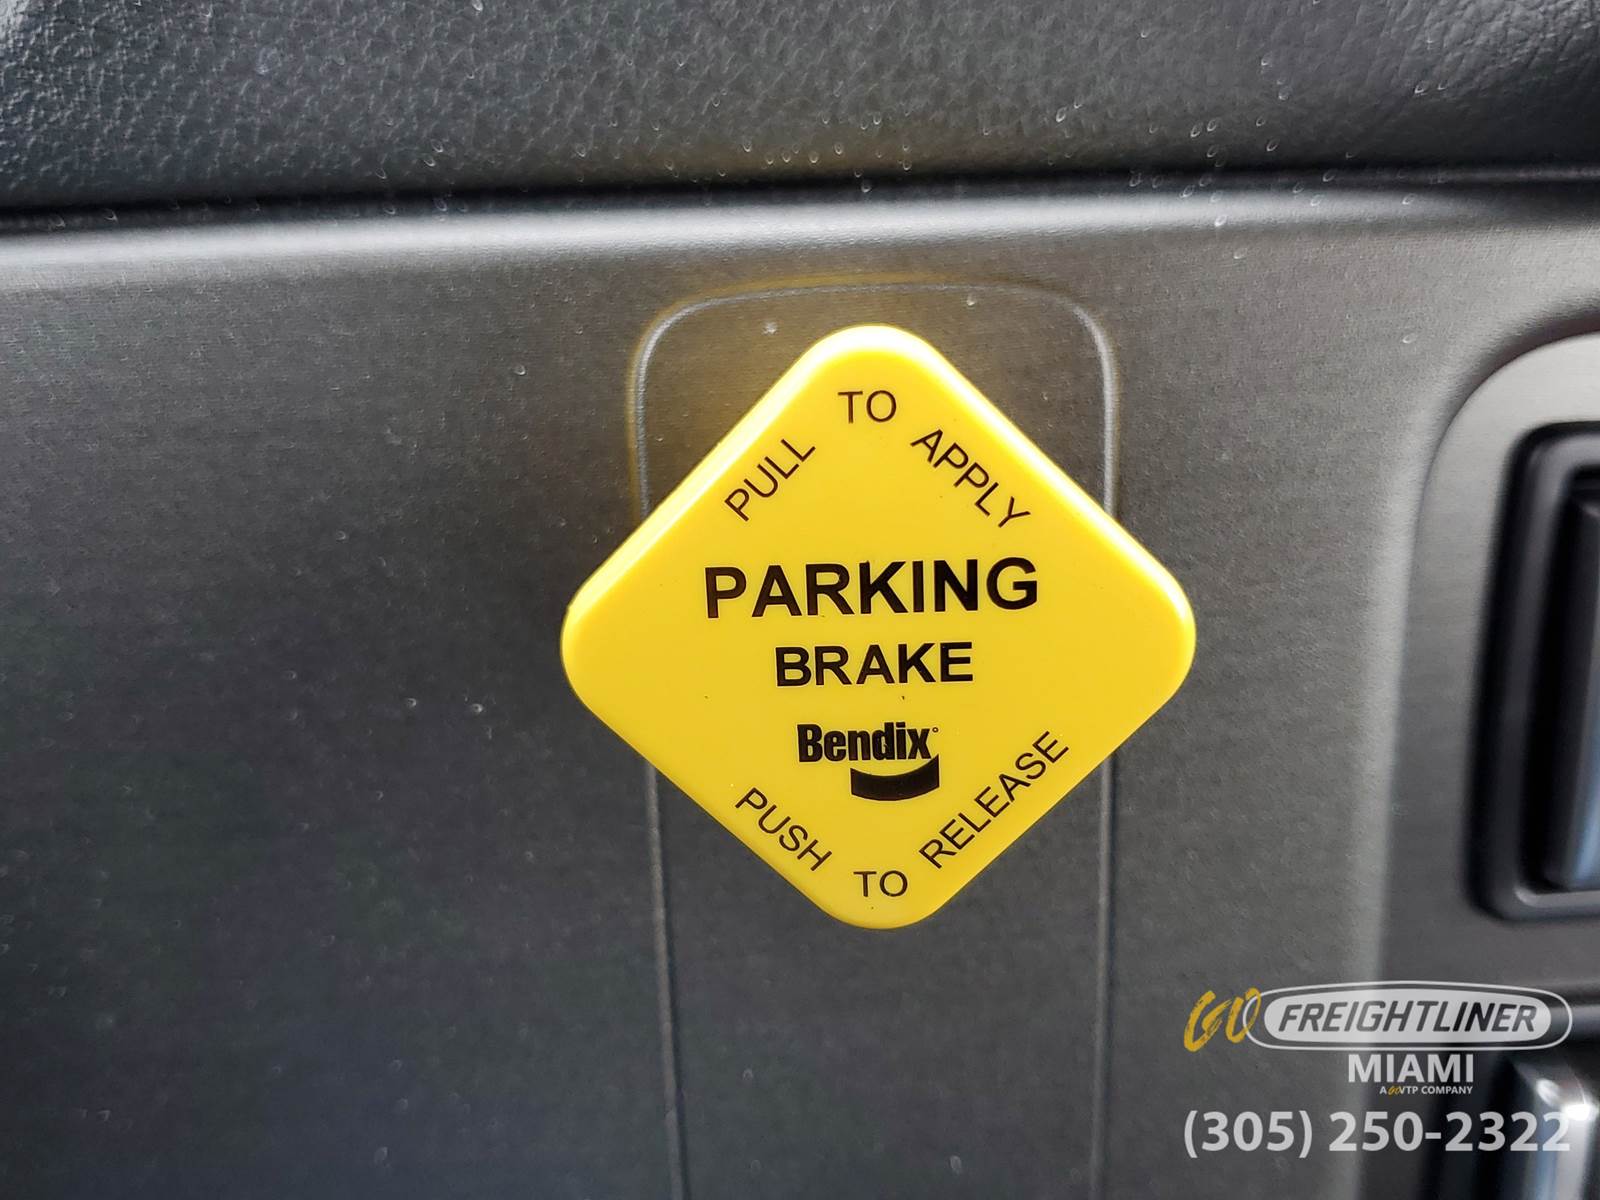 PULL TO APPLY
PARKING
BRAKE
Bendix®
PUSH TO RELEASE
GO FREIGHTLINER
MIAMI
A GOVTP COMPANY
(305) 250-2322